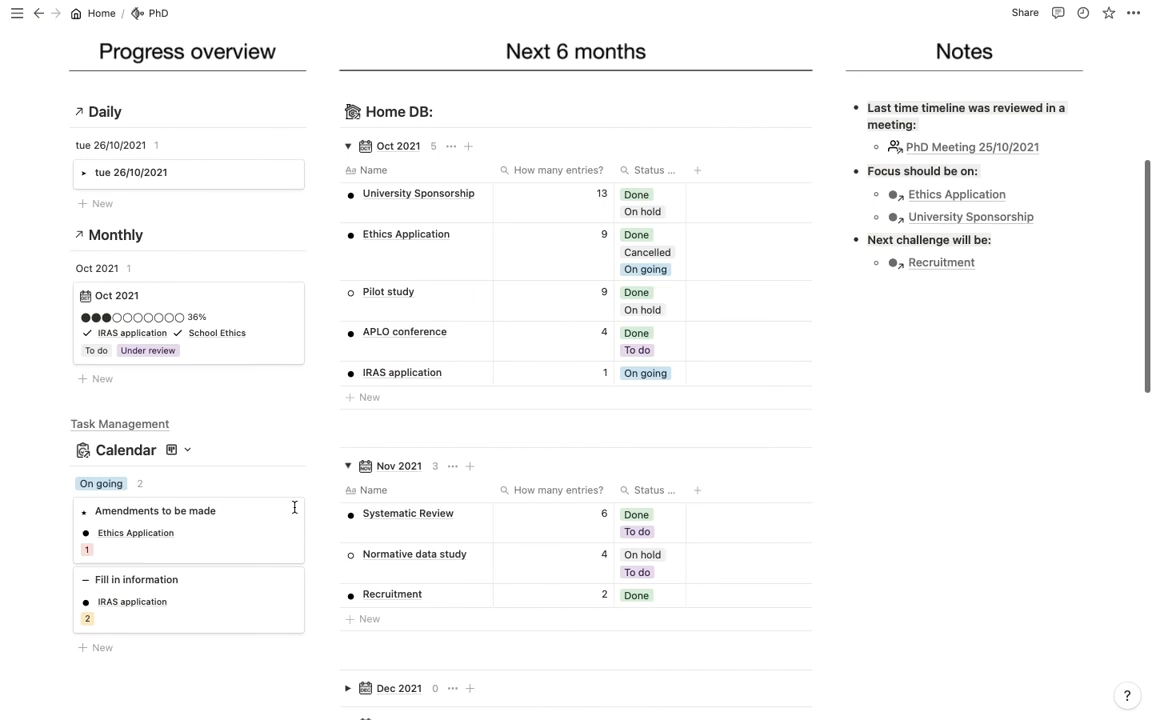 Home / PhD
Share
Progress overview
Daily
tue 26/10/2021 1
tue 26/10/2021
New
Monthly
Oct 2021 1
Oct 2021
36%
IRAS application School Ethics
To do Under review
New
Task Management
Calendar
On going 2
Amendments to be made
Ethics Application
1
Fill in information
IRAS application
2
New
Next 6 months
Home DB:
Oct 2021 5
Aa Name How many entries? Status ...
University Sponsorship 13 Done
On hold
Ethics Application 9 Done
Cancelled
On going
Pilot study 9 Done
On hold
APLO conference 4 Done
To do
IRAS application 1 On going
New
Nov 2021 3
Aa Name How many entries? Status ...
Systematic Review 6 Done
To do
Normative data study 4 On hold
To do
Recruitment 2 Done
New
Dec 2021 0
Notes
Last time timeline was reviewed in a
meeting:
PhD Meeting 25/10/2021
Focus should be on:
Ethics Application
University Sponsorship
Next challenge will be:
Recruitment
?